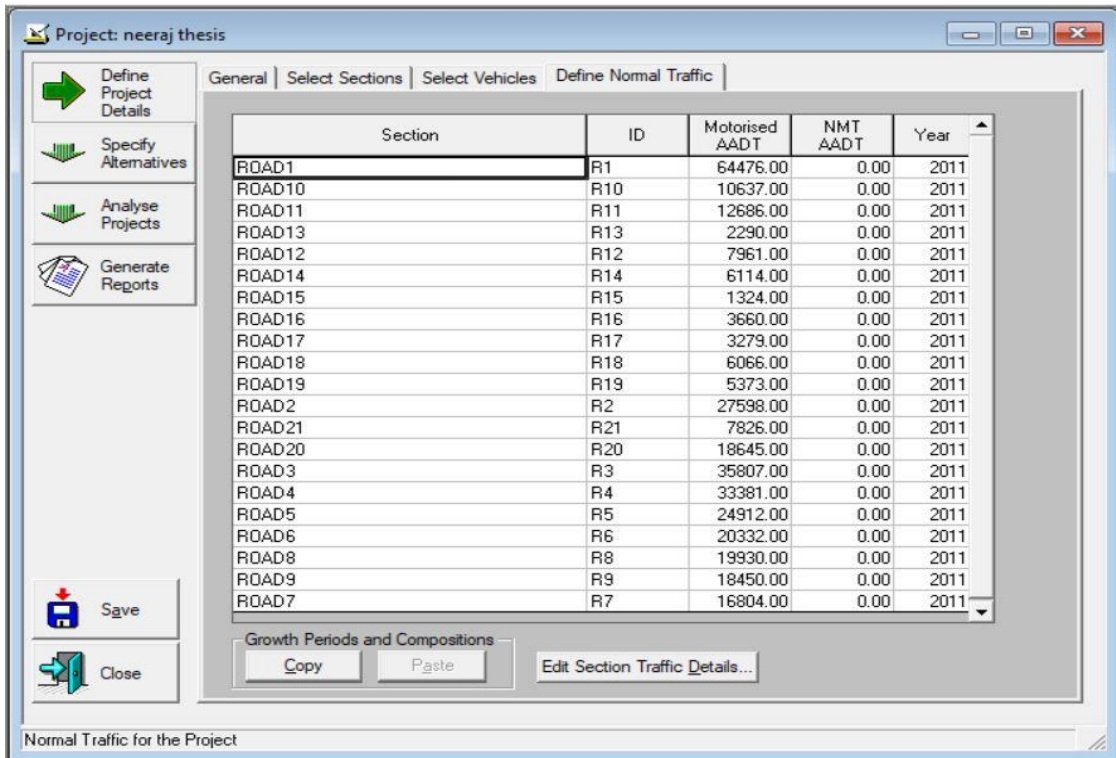 Project: neeraj thesis
Define
Project
Details
Specify
Alternatives
Analyse
Projects
Generate
Reports
Save
Close
General Select Sections Select Vehicles Define Normal Traffic
Section ID Motorised AADT NMT AADT Year
ROAD1 R1 64476.00 0.00 2011
ROAD10 R10 10637.00 0.00 2011
ROAD11 R11 12686.00 0.00 2011
ROAD13 R13 2290.00 0.00 2011
ROAD12 R12 7961.00 0.00 2011
ROAD14 R14 6114.00 0.00 2011
ROAD15 R15 1324.00 0.00 2011
ROAD16 R16 3660.00 0.00 2011
ROAD17 R17 3279.00 0.00 2011
ROAD18 R18 6066.00 0.00 2011
ROAD19 R19 5373.00 0.00 2011
ROAD2 R2 27598.00 0.00 2011
ROAD21 R21 7826.00 0.00 2011
ROAD20 R20 18645.00 0.00 2011
ROAD3 R3 35807.00 0.00 2011
ROAD4 R4 33381.00 0.00 2011
ROAD5 R5 24912.00 0.00 2011
ROAD6 R6 20332.00 0.00 2011
ROAD8 R8 19930.00 0.00 2011
ROAD9 R9 18450.00 0.00 2011
ROAD7 R7 16804.00 0.00 2011
Growth Periods and Compositions
Copy Paste Edit Section Traffic Details...
Normal Traffic for the Project